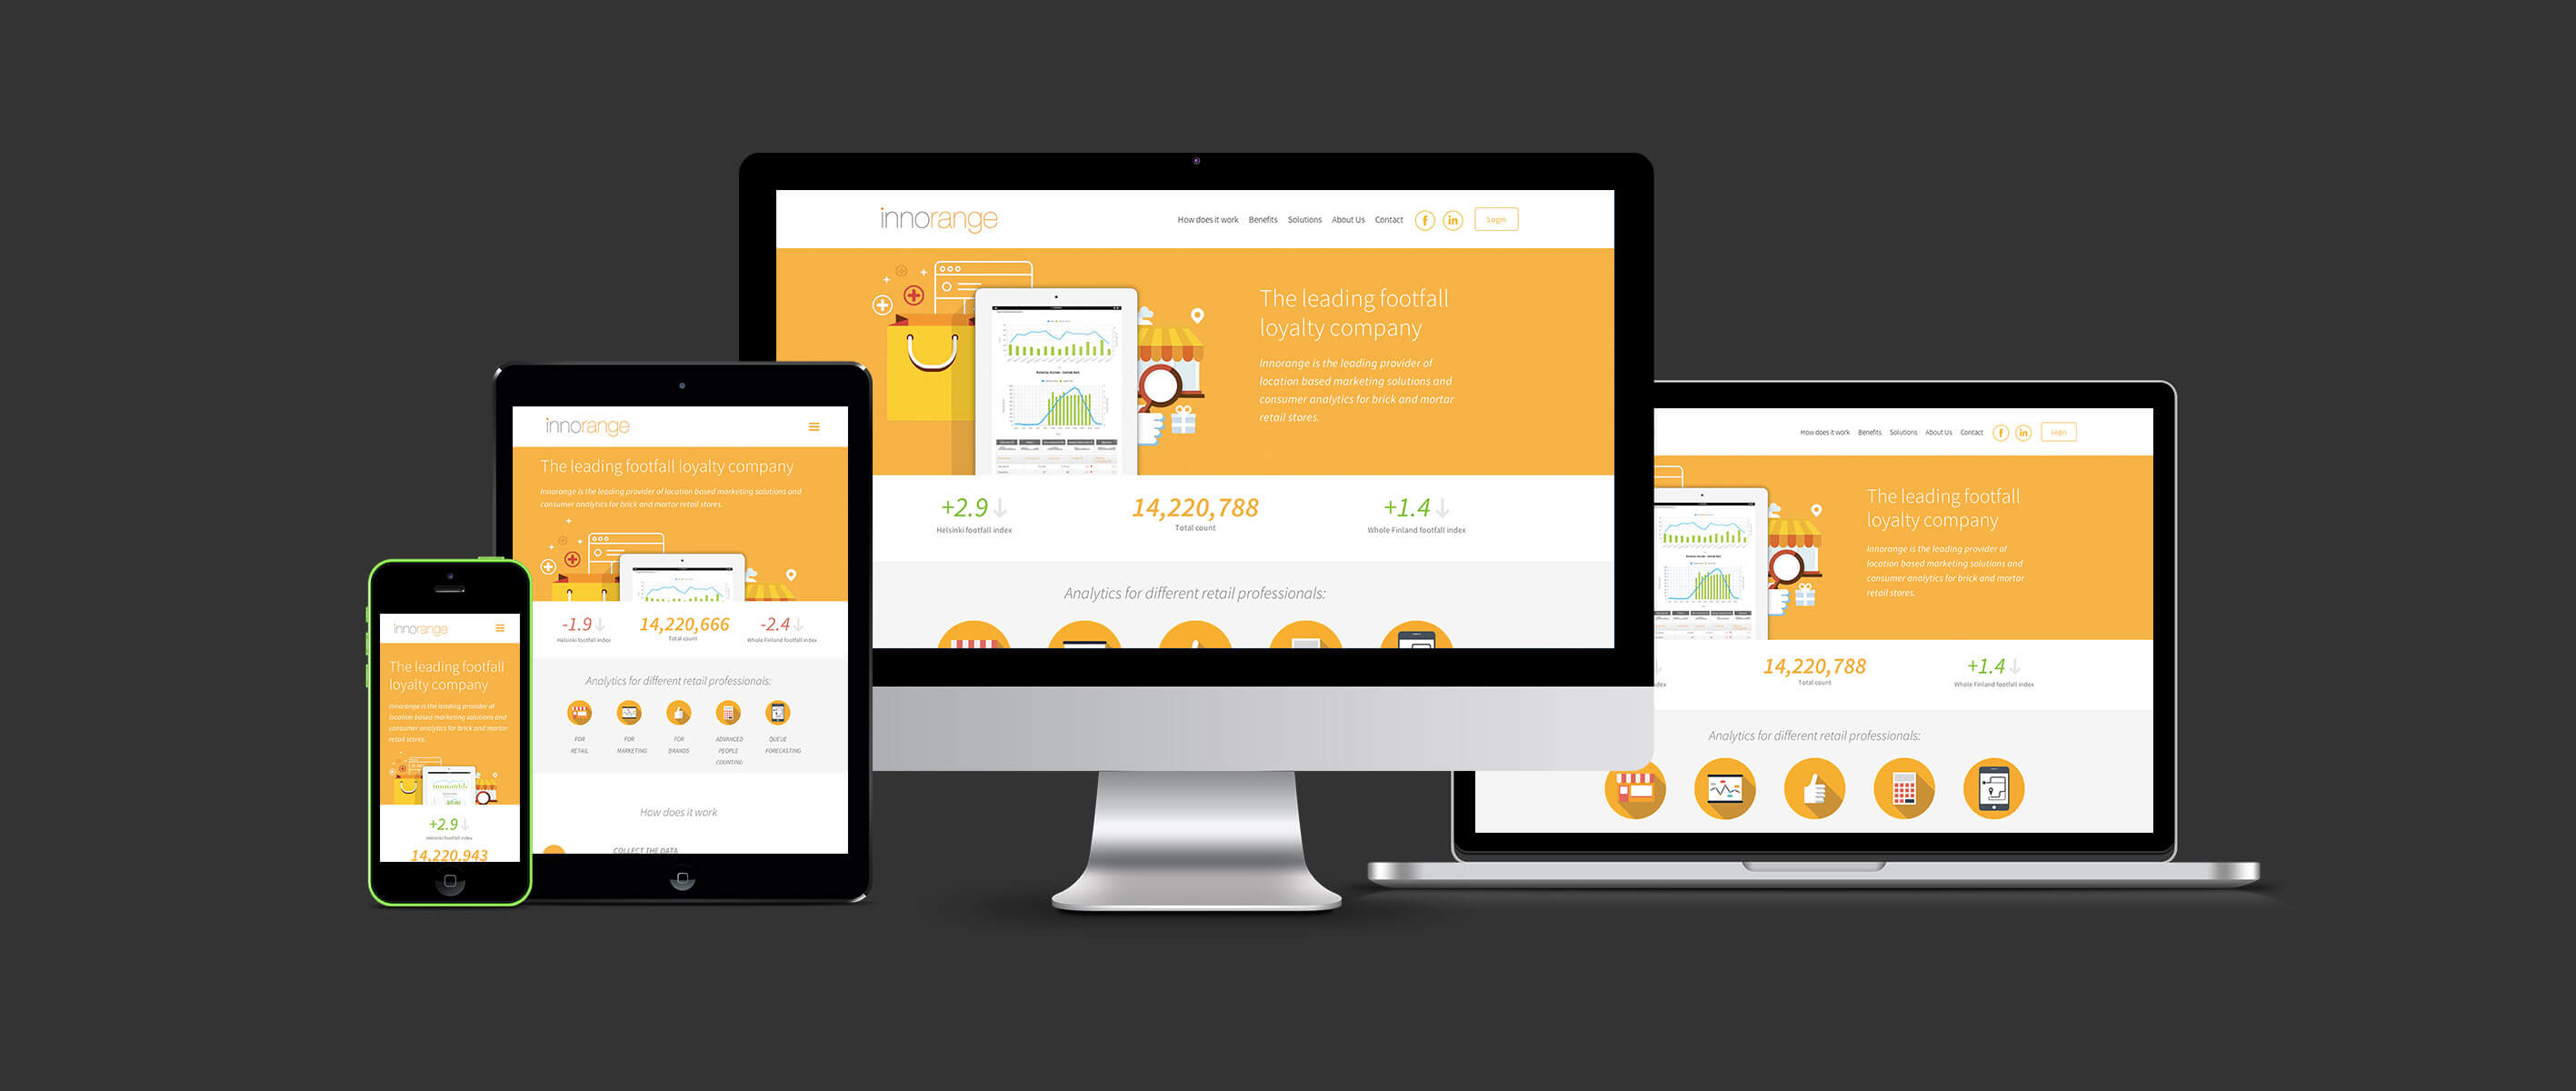 innorange
How does it work Benefits Solutions About Us Contact Login
The leading footfall
loyalty company
Innorange is the leading provider of
location based marketing solutions and
consumer analytics for brick and mortar
retail stores.
+2.9 14,220,788 +1.4
Helsinki footfall index Total count Whole Finland footfall index
Analytics for different retail professionals:
innorange
The leading footfall loyalty company
Innorange is the leading provider of location based marketing solutions and
consumer analytics for brick and mortar retail stores.
-1.9 14,220,666 -2.4
Helsinki footfall index Total count Whole Finland footfall index
Analytics for different retail professionals:
FOR RETAIL
FOR MARKETING
FOR BRANDS
ADVANCED PEOPLE COUNTING
QUEUE FORECASTING
How does it work
COLLECT THE DATA
innorange
The leading footfall
loyalty company
Innorange is the leading provider of
location based marketing solutions and
consumer analytics for brick and mortar
retail stores.
+2.9
Helsinki footfall index
14,220,943
How does it work Benefits Solutions About Us Contact Login
The leading footfall
loyalty company
Innorange is the leading provider of
location based marketing solutions and
consumer analytics for brick and mortar
retail stores.
14,220,788 +1.4
Total count Whole Finland footfall index
Analytics for different retail professionals: